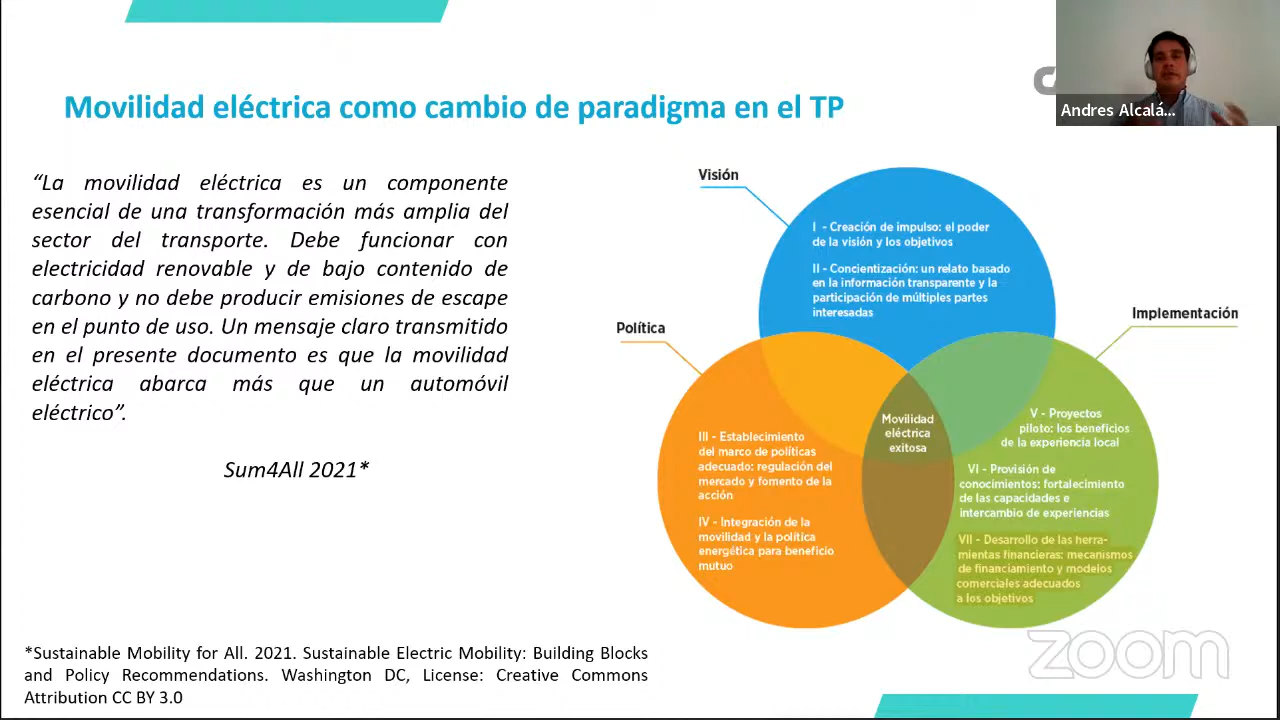 Movilidad eléctrica como cambio de paradigma en el TP
Andres Alcalá...
“La movilidad eléctrica es un componente
esencial de una transformación más amplia del
sector del transporte. Debe funcionar con
electricidad renovable y de bajo contenido de
carbono y no debe producir emisiones de escape
en el punto de uso. Un mensaje claro transmitido
en el presente documento es que la movilidad
eléctrica abarca más que un automóvil
eléctrico”.
Sum4All 2021*
Visión
I - Creación de impulso: el poder
de la visión y los objetivos
II - Concientización: un relato basado
en la información transparente y la
participación de múltiples partes
interesadas
Política
III - Establecimiento
del marco de políticas
adecuado: regulación del
mercado y fomento de la
acción
IV - Integración de la
movilidad y la política
energética para beneficio
mutuo
Movilidad
eléctrica
exitosa
Implementación
V - Proyectos
piloto: los beneficios
de la experiencia local
VI - Provisión de
conocimientos: fortalecimiento
de las capacidades e
intercambio de experiencias
VII - Desarrollo de las herra-
mientas financieras: mecanismos
de financiamiento y modelos
comerciales adecuados
a los objetivos
*Sustainable Mobility for All. 2021. Sustainable Electric Mobility: Building Blocks
and Policy Recommendations. Washington DC, License: Creative Commons
Attribution CC BY 3.0
zoom